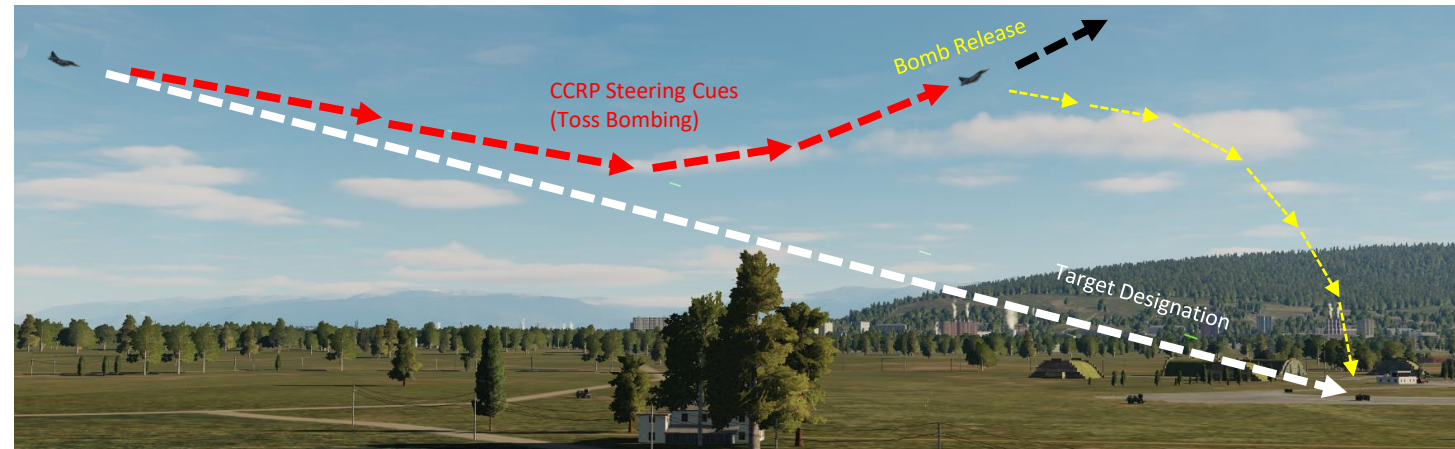 Bomb Release
CCRP Steering Cues
(Toss Bombing)
Target Designation